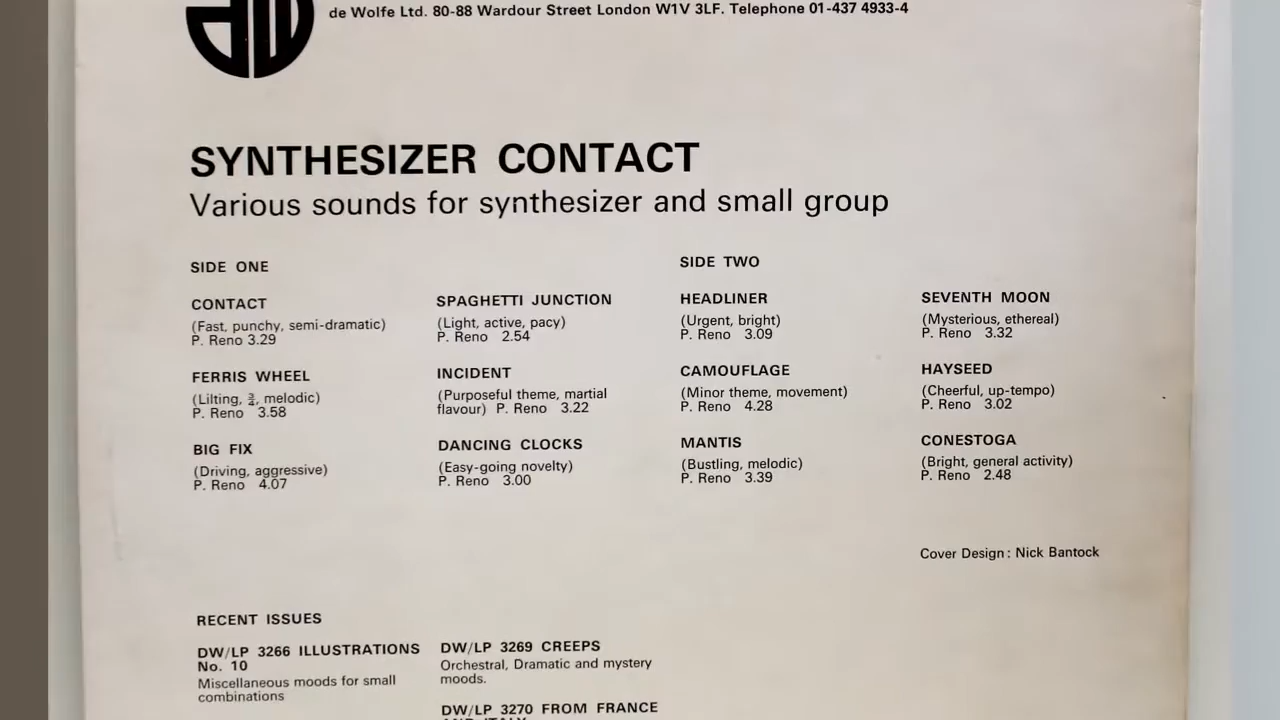 dW
de Wolfe Ltd. 80-88 Wardour Street London W1V 3LF. Telephone 01-437 4933-4
SYNTHESIZER CONTACT
Various sounds for synthesizer and small group
SIDE ONE
CONTACT
(Fast, punchy, semi-dramatic)
P. Reno 3.29
FERRIS WHEEL
(Lilting, ¾, melodic)
P. Reno 3.58
BIG FIX
(Driving, aggressive)
P. Reno 4.07
SPAGHETTI JUNCTION
(Light, active, pacy)
P. Reno 2.54
INCIDENT
(Purposeful theme, martial
flavour) P. Reno 3.22
DANCING CLOCKS
(Easy-going novelty)
P. Reno 3.00
SIDE TWO
HEADLINER
(Urgent, bright)
P. Reno 3.09
CAMOUFLAGE
(Minor theme, movement)
P. Reno 4.28
MANTIS
(Bustling, melodic)
P. Reno 3.39
SEVENTH MOON
(Mysterious, ethereal)
P. Reno 3.32
HAYSEED
(Cheerful, up-tempo)
P. Reno 3.02
CONESTOGA
(Bright, general activity)
P. Reno 2.48
Cover Design: Nick Bantock
RECENT ISSUES
DW/LP 3266 ILLUSTRATIONS
No. 10
Miscellaneous moods for small
combinations
DW/LP 3269 CREEPS
Orchestral, Dramatic and mystery
moods.
DW/LP 3270 FROM FRANCE
AND ITALY